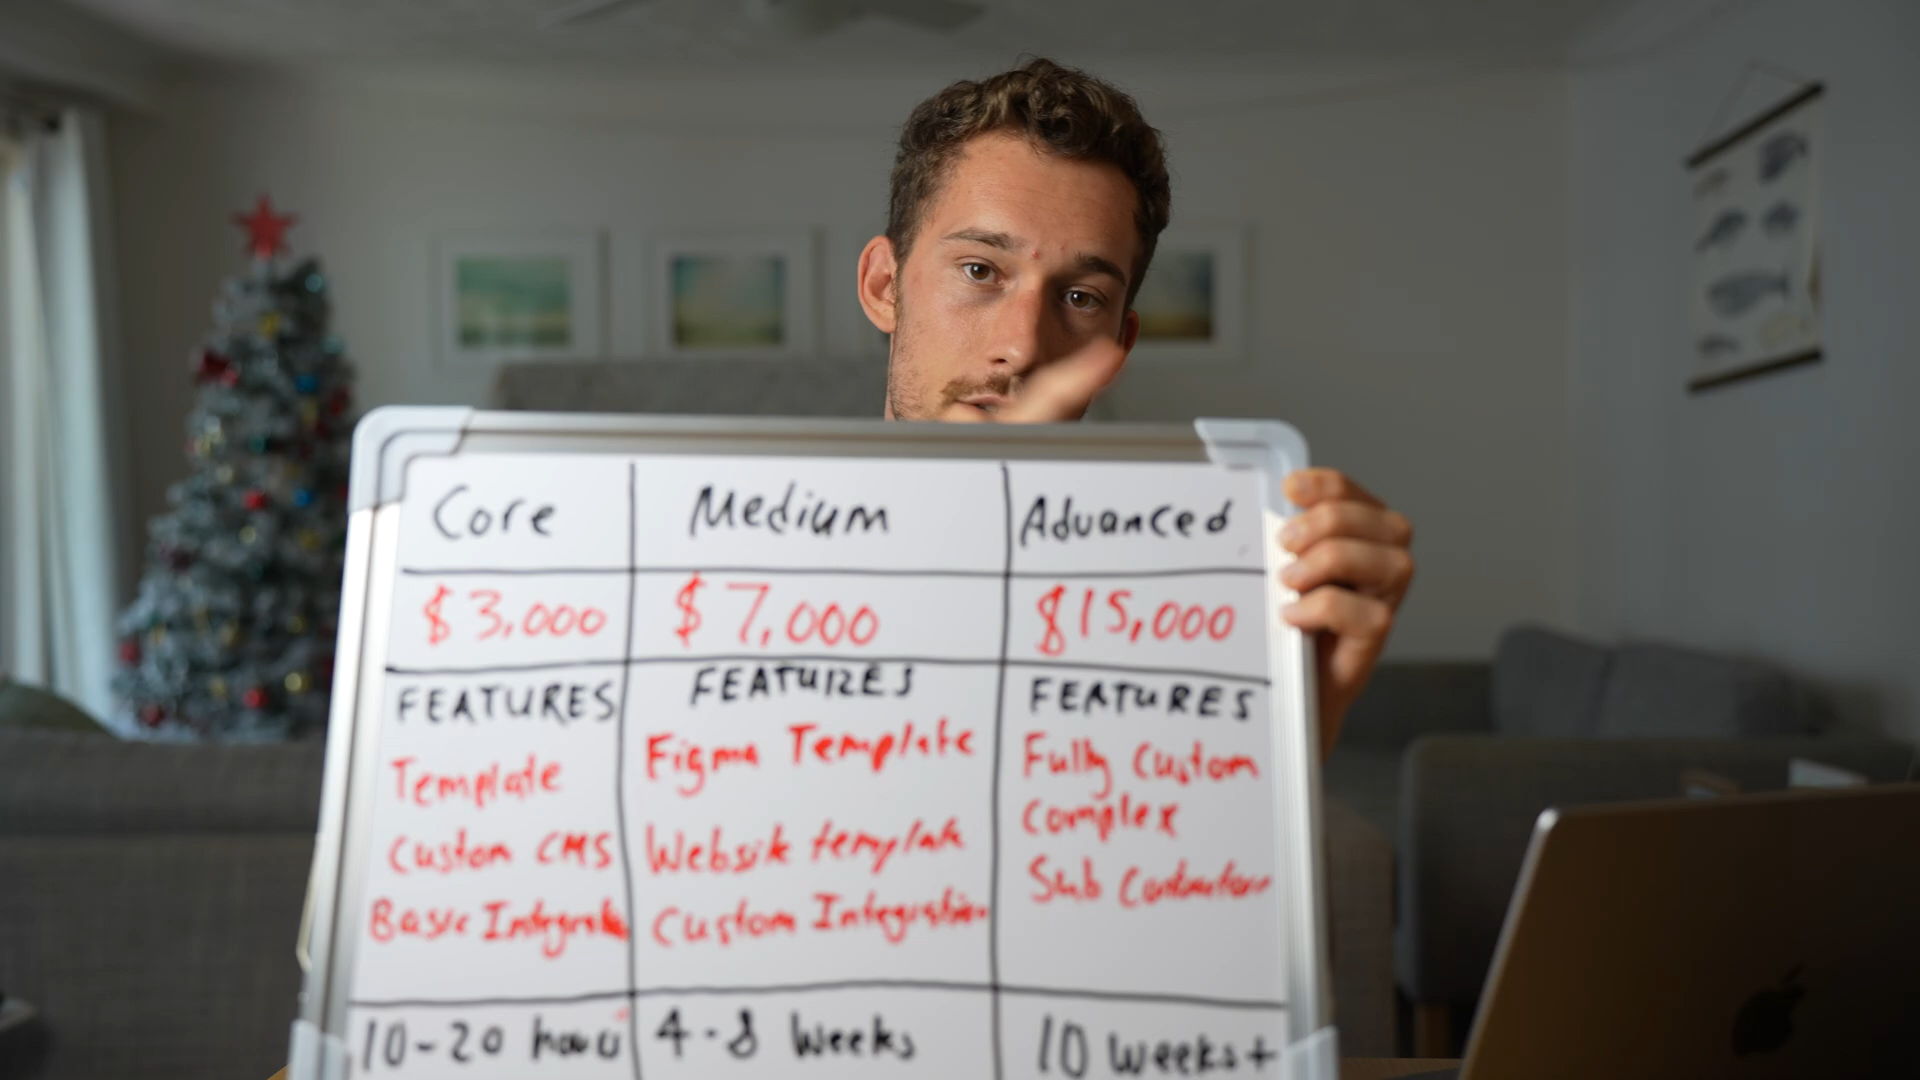 Core
Medium
Advanced
$3,000
$7,000
$15,000
FEATURES
Template
Custom CMS
Basic
FEATURES
Figma Template
Website template
Custom Integration
FEATURES
Fully Custom
Complex
Sub
10-20 hours
4-8 Weeks
10 weeks+